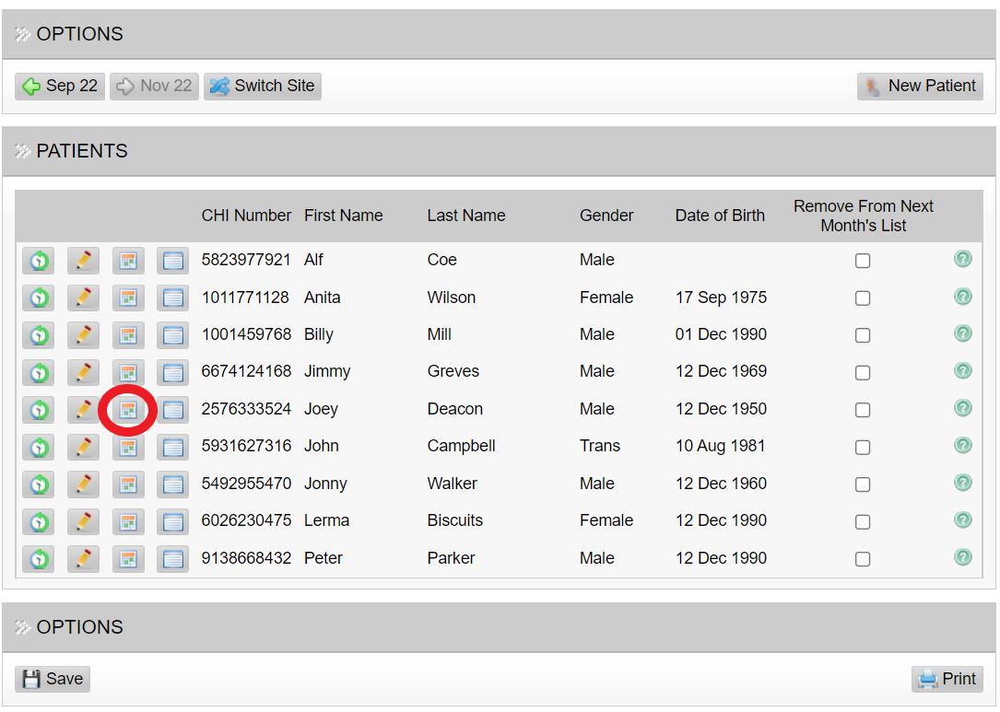 OPTIONS
Sep 22 Nov 22 Switch Site New Patient
PATIENTS
CHI Number First Name Last Name Gender Date of Birth Remove From Next
Month's List
5823977921 Alf Coe Male
1011771128 Anita Wilson Female 17 Sep 1975
1001459768 Billy Mill Male 01 Dec 1990
6674124168 Jimmy Greves Male 12 Dec 1969
2576333524 Joey Deacon Male 12 Dec 1950
5931627316 John Campbell Trans 10 Aug 1981
5492955470 Jonny Walker Male 12 Dec 1960
6026230475 Lerma Biscuits Female 12 Dec 1990
9138668432 Peter Parker Male 12 Dec 1990
OPTIONS
Save Print